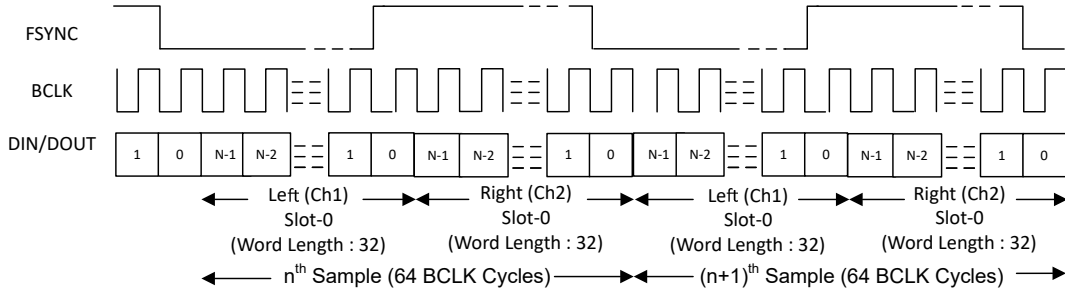 FSYNC
BCLK
DIN/DOUT
1 0 N-1 N-2 1 0 N-1 N-2 1 0 N-1 N-2 1 0 N-1 N-2 1 0
Left (Ch1) Right (Ch2) Left (Ch1) Right (Ch2)
Slot-0 Slot-0 Slot-0 Slot-0
(Word Length : 32) (Word Length : 32) (Word Length : 32) (Word Length : 32)
nth Sample (64 BCLK Cycles) (n+1)th Sample (64 BCLK Cycles)